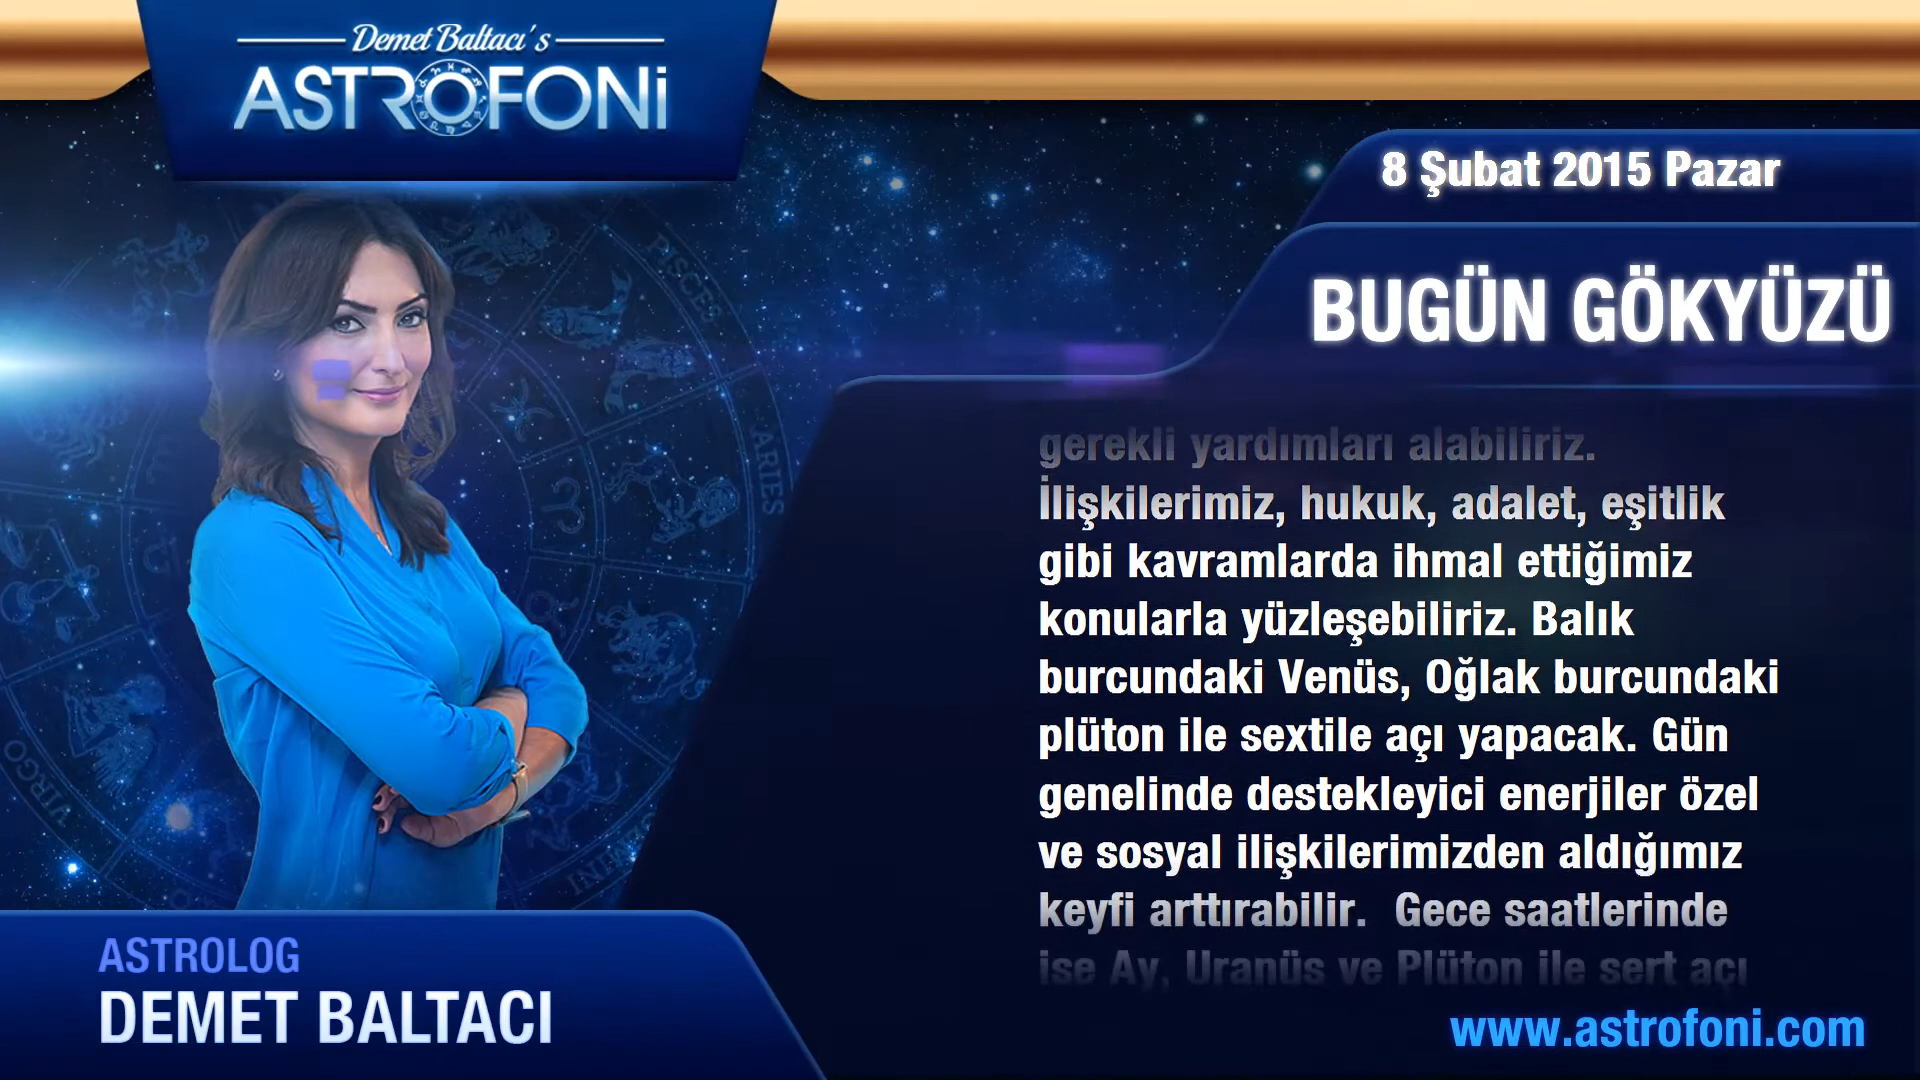 Demet Baltacı's
ASTROFONİ
8 Şubat 2015 Pazar
BUGÜN GÖKYÜZÜ
PISCES
ARIES
VIRGO
gerekli yardımları alabiliriz.
İlişkilerimiz, hukuk, adalet, eşitlik
gibi kavramlarda ihmal ettiğimiz
konularla yüzleşebiliriz. Balık
burcundaki Venüs, Oğlak burcundaki
plüton ile sextile açı yapacak. Gün
genelinde destekleyici enerjiler özel
ve sosyal ilişkilerimizden aldığımız
keyfi arttırabilir.  Gece saatlerinde
ise Ay, Uranüs ve Plüton ile sert açı
ASTROLOG
DEMET BALTACI
www.astrofoni.com